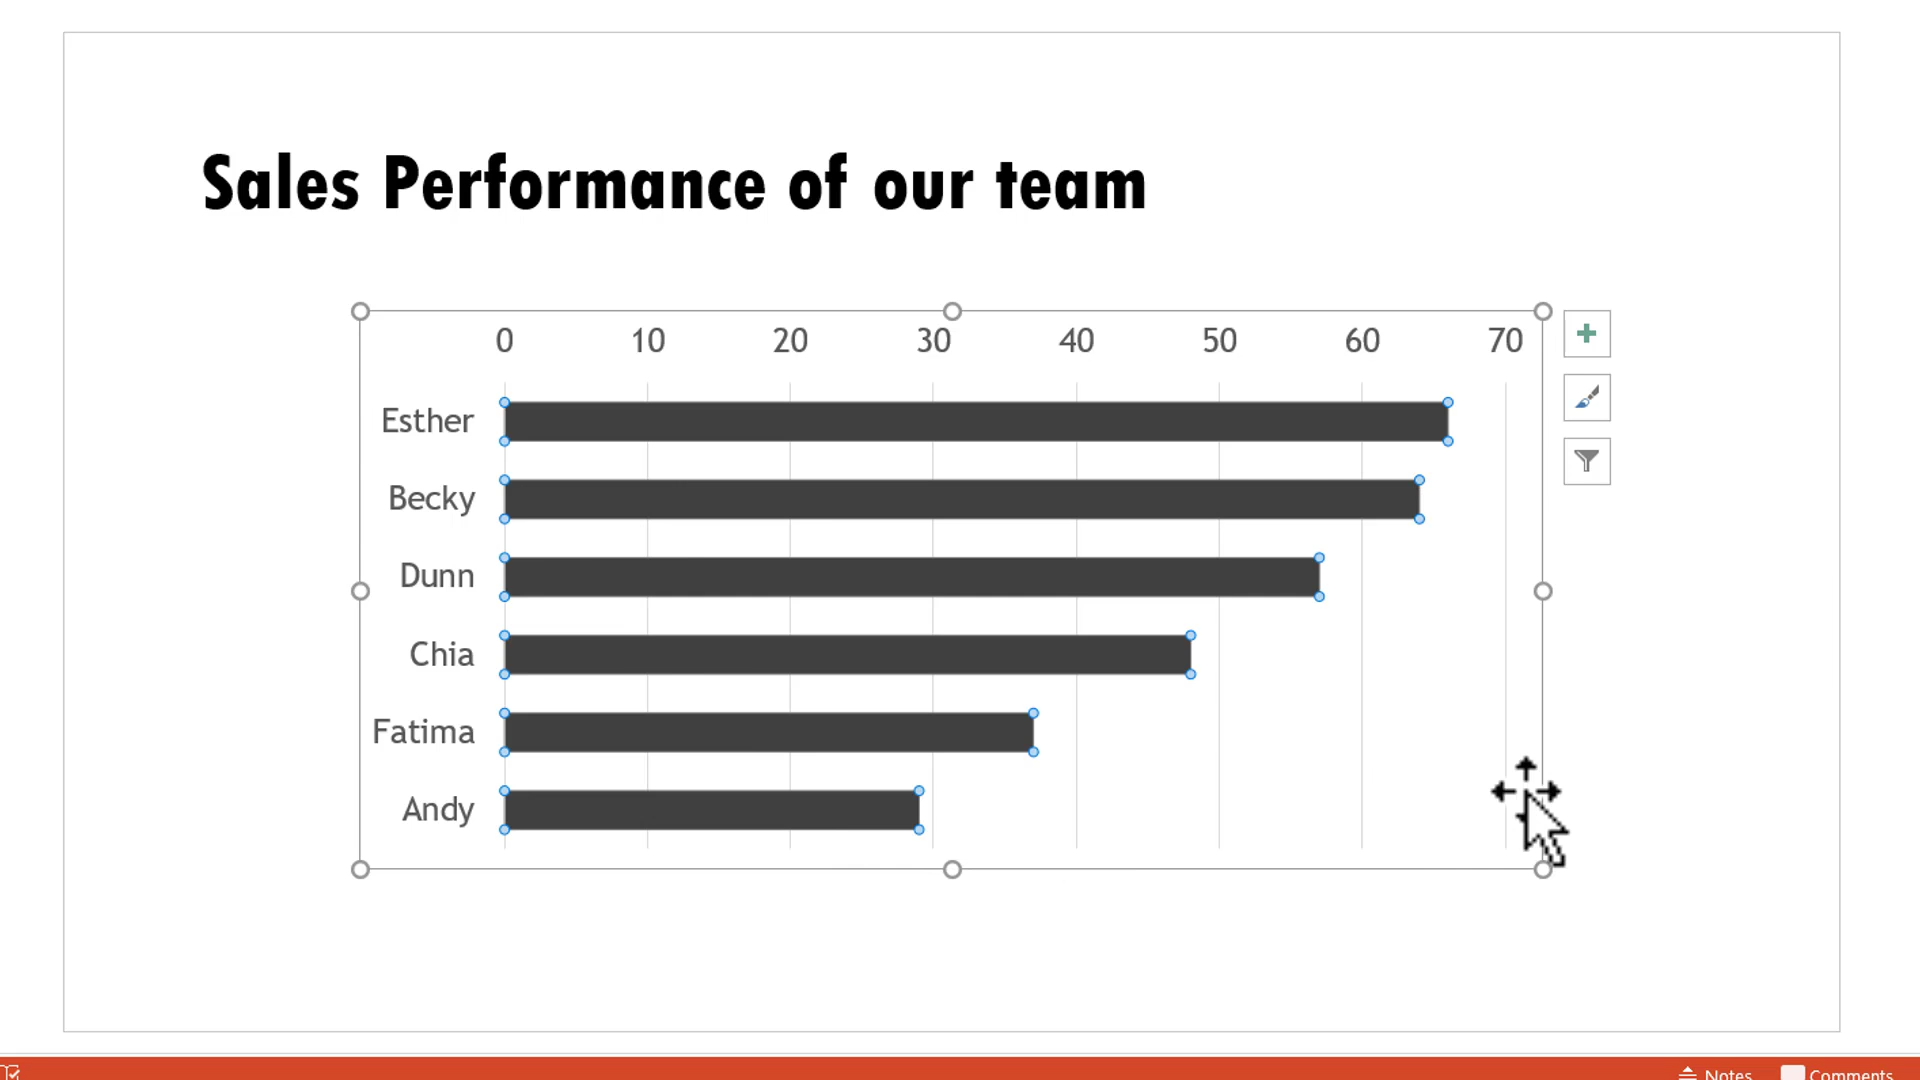 Sales Performance of our team
0 10 20 30 40 50 60 70
Esther
Becky
Dunn
Chia
Fatima
Andy
Notes Comments